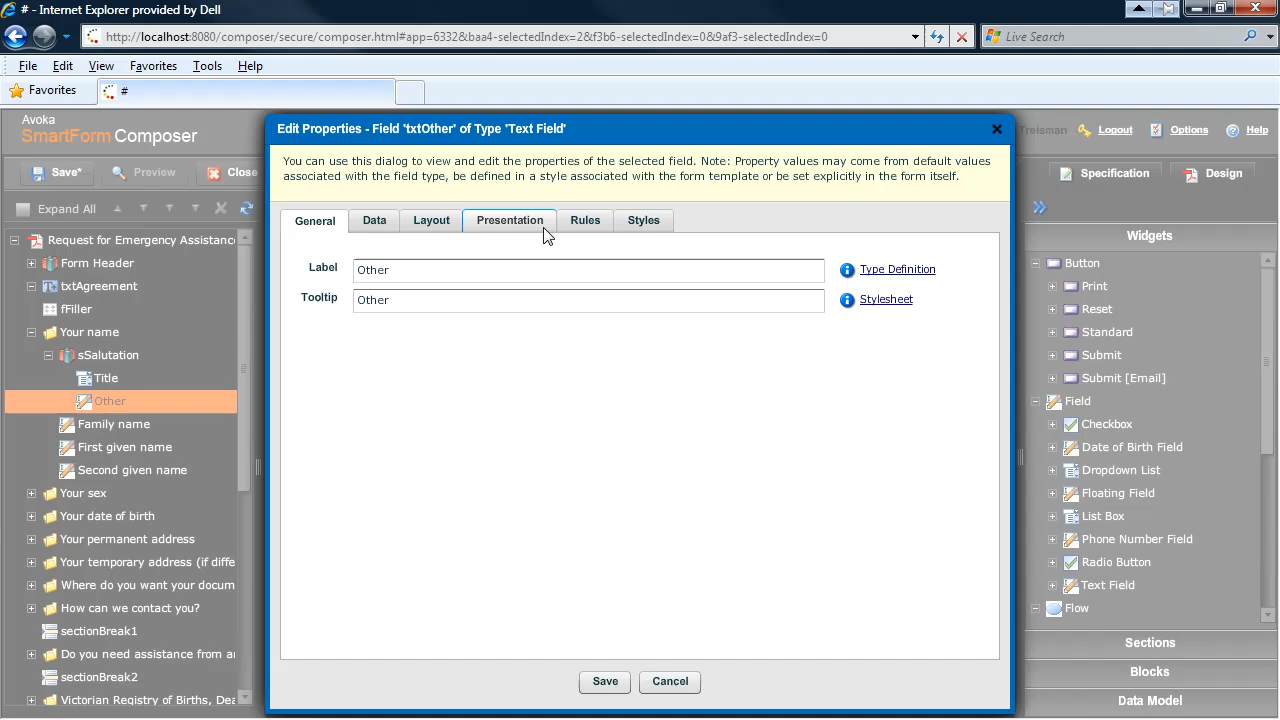 # - Internet Explorer provided by Dell
http://localhost:8080/composer/secure/composer.html#app=6332&baa4-selectedIndex=2&f3b6-selectedIndex=0&9af3-selectedIndex=0
Live Search
File Edit View Favorites Tools Help
Favorites
#
Avoka
SmartForm Composer
Treisman
Logout
Options
Help
Save*
Preview
Close
Specification
Design
Expand All
Request for Emergency Assistanc
Form Header
txtAgreement
fFiller
Your name
sSalutation
Title
Other
Family name
First given name
Second given name
Your sex
Your date of birth
Your permanent address
Your temporary address (if diffe
Where do you want your docum
How can we contact you?
sectionBreak1
Do you need assistance from a
sectionBreak2
Victorian Registry of Births, Dea
Edit Properties - Field 'txtOther' of Type 'Text Field'
You can use this dialog to view and edit the properties of the selected field. Note: Property values may come from default values
associated with the field type, be defined in a style associated with the form template or be set explicitly in the form itself.
General Data Layout Presentation Rules Styles
Label Other Type Definition
Tooltip Other Stylesheet
Save Cancel
Widgets
Button
Print
Reset
Standard
Submit
Submit [Email]
Field
Checkbox
Date of Birth Field
Dropdown List
Floating Field
List Box
Phone Number Field
Radio Button
Text Field
Flow
Sections
Blocks
Data Model